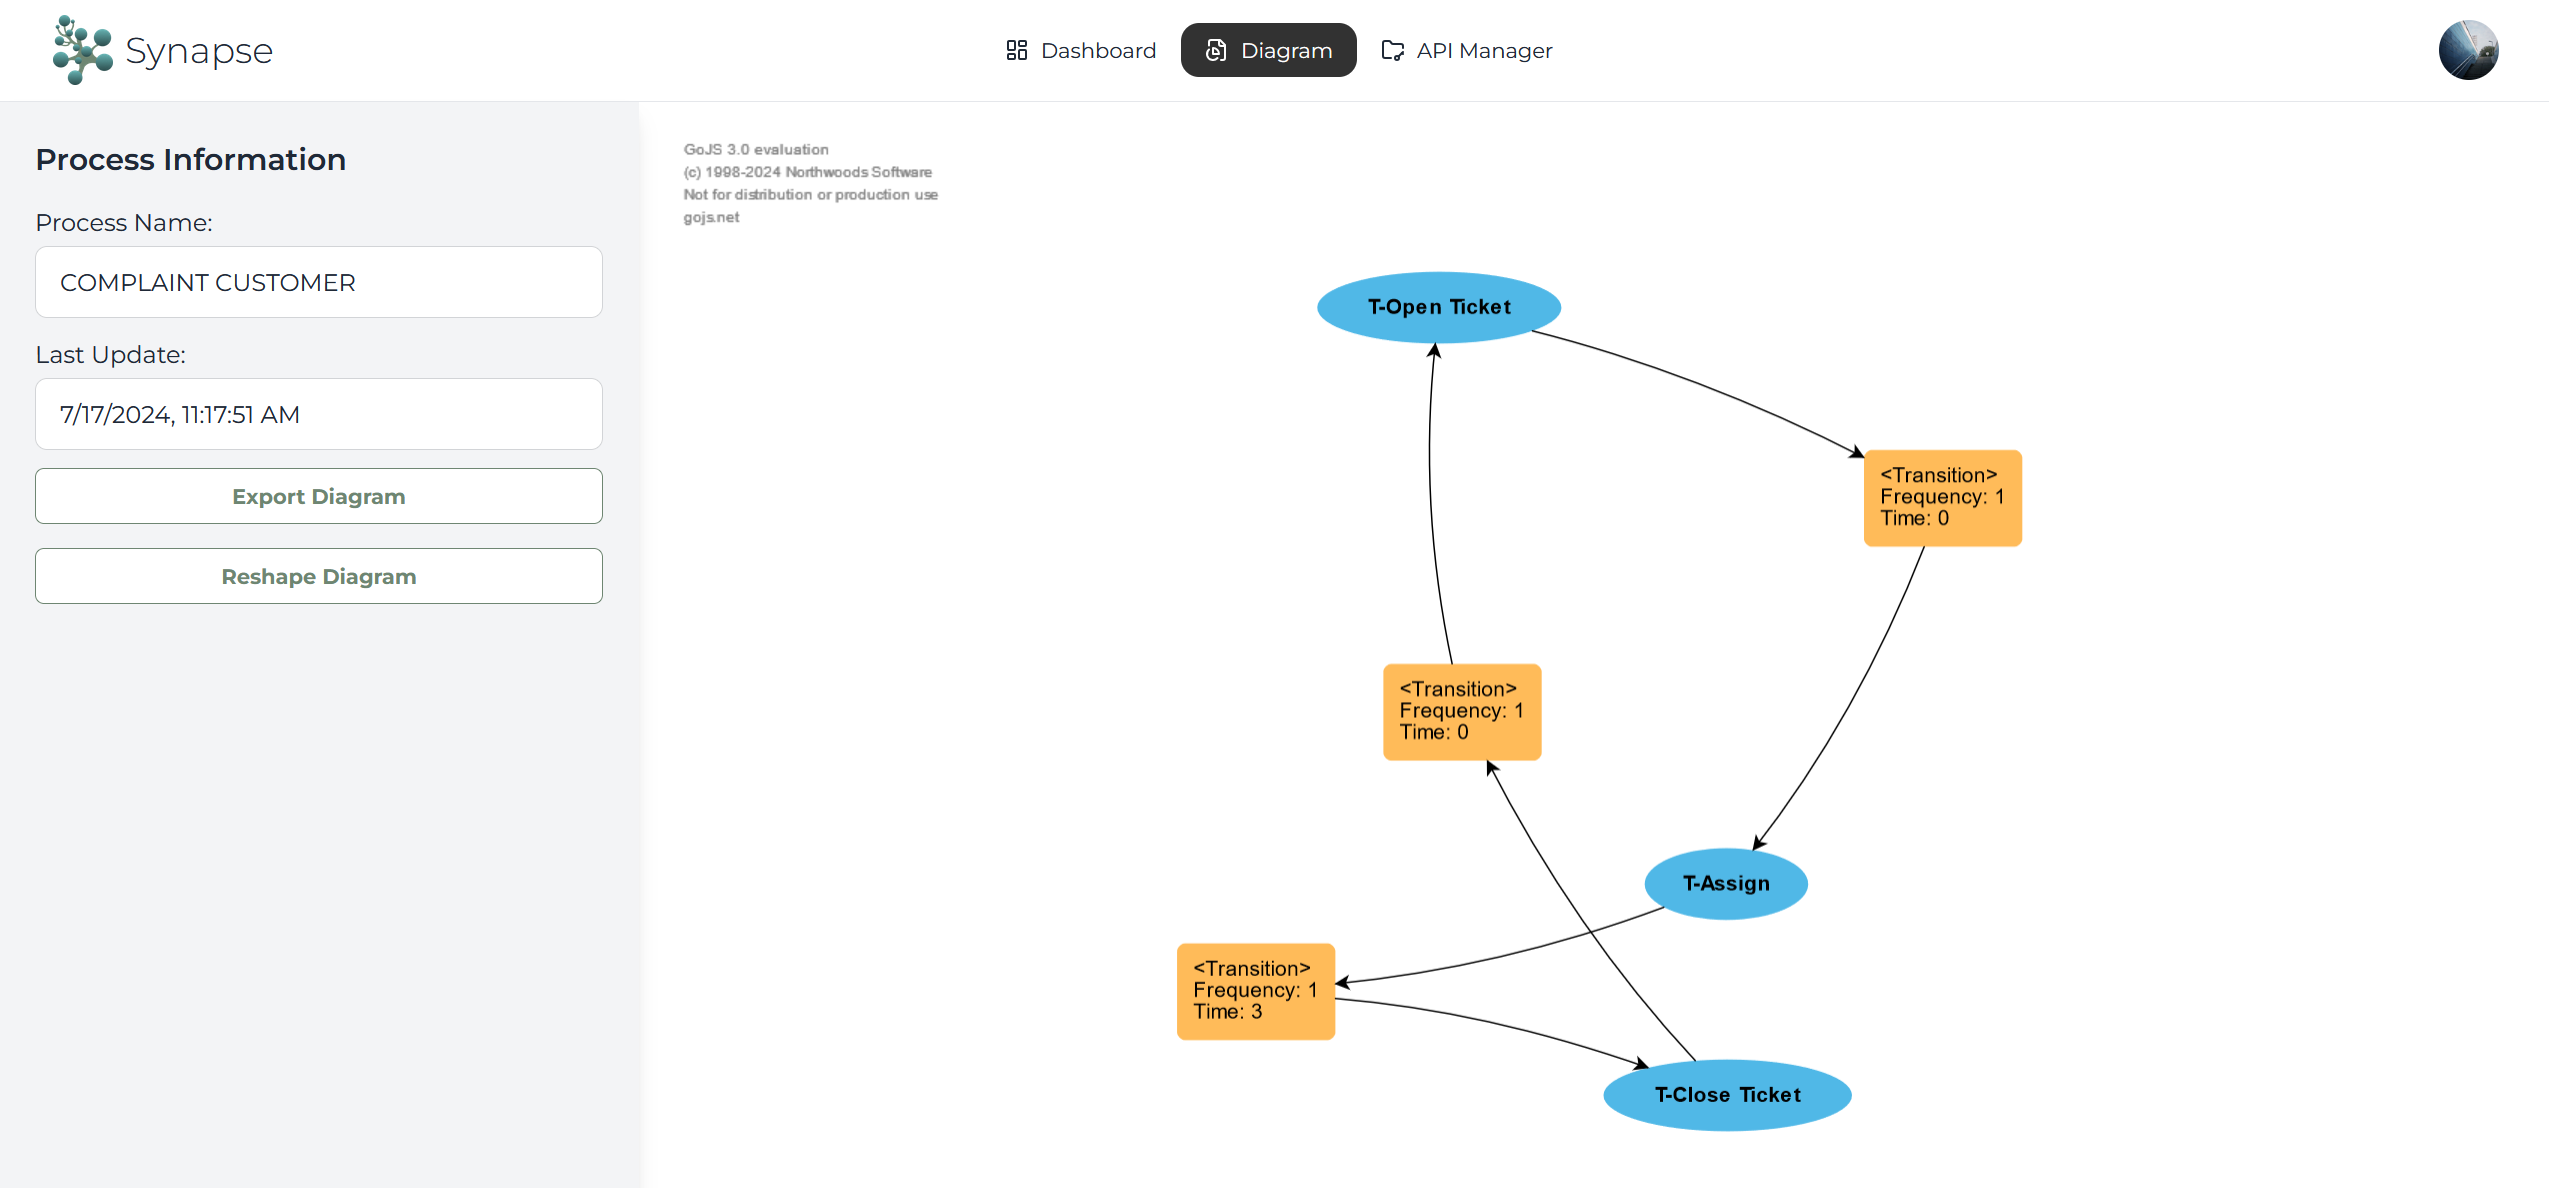 Synapse
Dashboard
Diagram
API Manager
Process Information
Process Name:
COMPLAINT CUSTOMER
Last Update:
7/17/2024, 11:17:51 AM
Export Diagram
Reshape Diagram
GoJS 3.0 evaluation
(c) 1998-2024 Northwoods Software
Not for distribution or production use
gojs.net
T-Open Ticket
<Transition>
Frequency: 1
Time: 0
<Transition>
Frequency: 1
Time: 0
T-Assign
<Transition>
Frequency: 1
Time: 3
T-Close Ticket